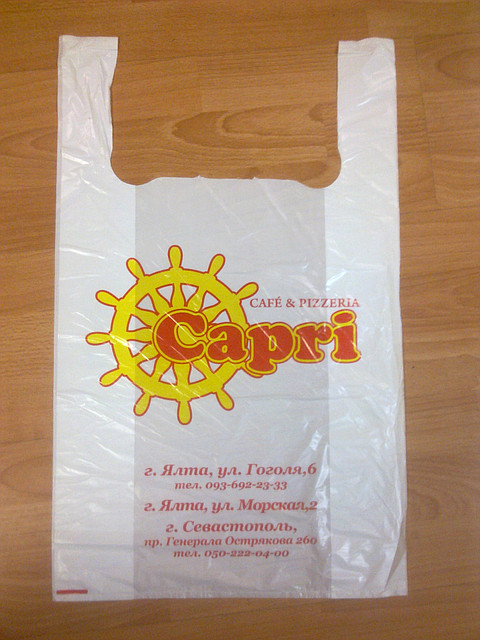 CAFÉ & PIZZERiA
Capri
г. Ялта, ул. Гоголя,6
тел. 093-692-23-33
г. Ялта, ул. Морская,2
г. Севастополь,
пр. Генерала Острякова 260
тел. 050-222-04-00